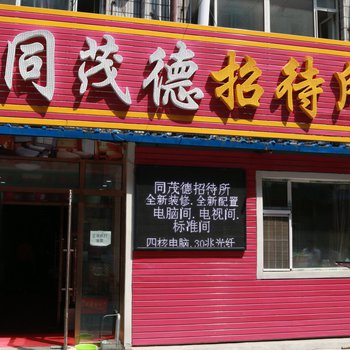 同茂德招待所
同茂德招待所
全新装修.全新配置
电脑间.电视间.
标准间
四核电脑.30兆光纤